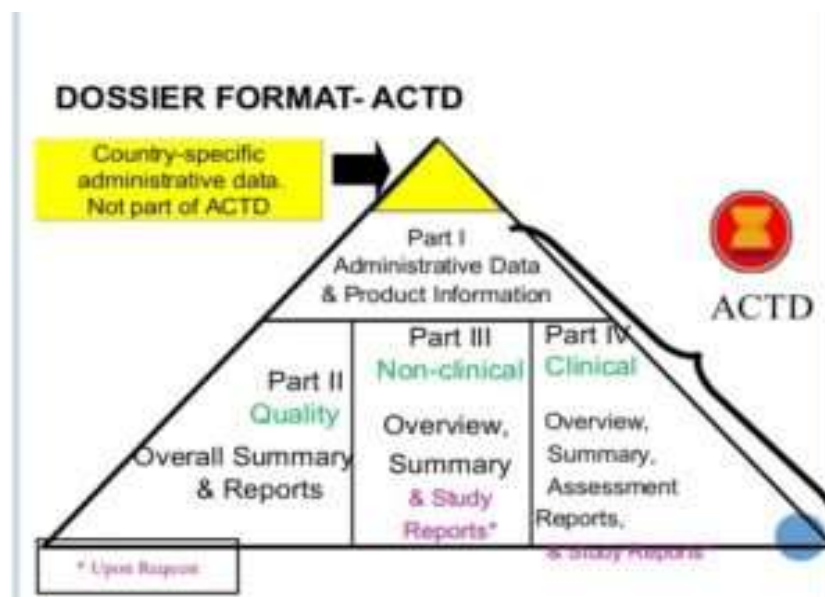 DOSSIER FORMAT- ACTD
Country-specific
administrative data.
Not part of ACTD
Part I
Administrative Data
& Product Information
ACTD
Part II
Quality
Overall Summary
& Reports
Part III
Non-clinical
Overview,
Summary
& Study
Reports*
Part IV
Clinical
Overview,
Summary,
Assessment
Reports,
& Study Reports
* Upon Request